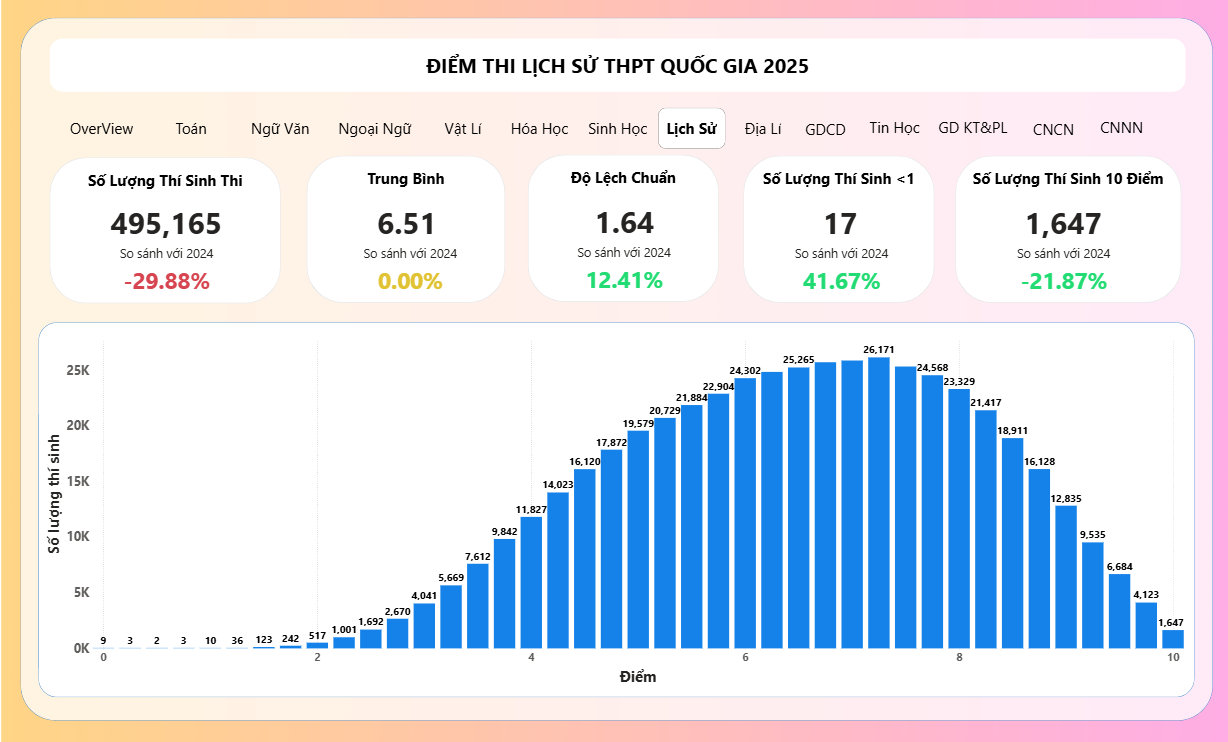 ĐIỂM THI LỊCH SỬ THPT QUỐC GIA 2025
OverView Toán Ngữ Văn Ngoại Ngữ Vật Lí Hóa Học Sinh Học Lịch Sử Địa Lí GDCD Tin Học GD KT&PL CNCN CNNN
Số Lượng Thí Sinh Thi
495,165
So sánh với 2024
-29.88%
Trung Bình
6.51
So sánh với 2024
0.00%
Độ Lệch Chuẩn
1.64
So sánh với 2024
12.41%
Số Lượng Thí Sinh <1
17
So sánh với 2024
41.67%
Số Lượng Thí Sinh 10 Điểm
1,647
So sánh với 2024
-21.87%
Số lượng thí sinh
25K
20K
15K
10K
5K
0K
9 3 2 3 10 36 123 242 517 1,001 1,692 2,670 4,041 5,669 7,612 9,842 11,827 14,023 16,120 17,872 19,579 20,729 21,884 22,904 24,302 25,265 26,171 24,568 23,329 21,417 18,911 16,128 12,835 9,535 6,684 4,123 1,647
0 2 4 6 8 10
Điểm